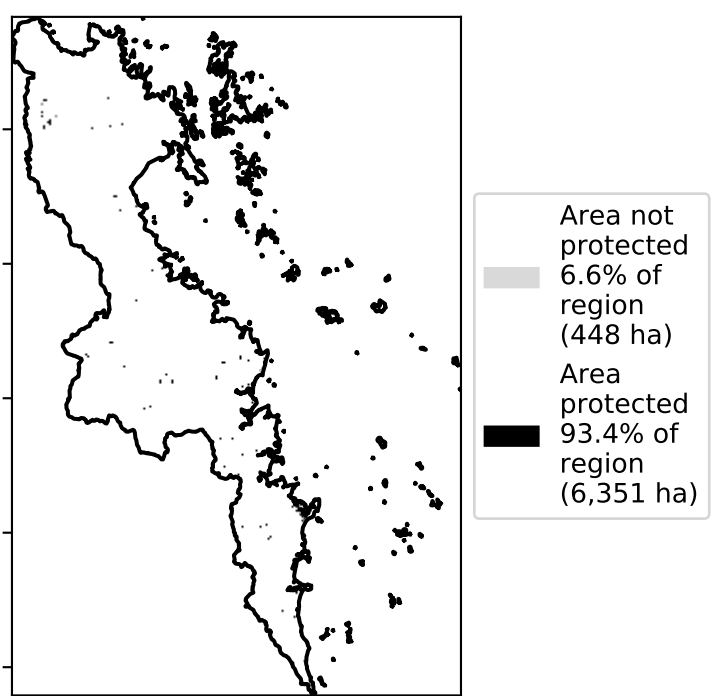 Area not
protected
6.6% of
region
(448 ha)
Area
protected
93.4% of
region
(6,351 ha)